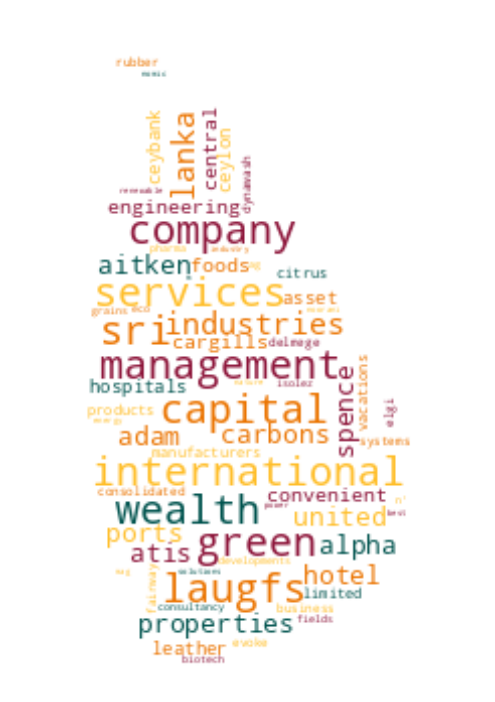 rubber
ceybank
lanka
central
ceylon
dynawash
renewable
engineering
company
pharma
industry
aitken
foods
citrus
services
asset
grains
eco
sri
industries
cargills
delmege
management
hospitals
nature
isolez
spence
vacations
elgi
products
capital
energy
adam
carbons
systems
manufacturers
international
consolidated
convenient
wealth
power
n'
united
best
ports
atis
green
alpha
developments
fairway
solutions
hotel
laugfs
limited
consultancy
business
properties
fields
leather
evoke
biotech